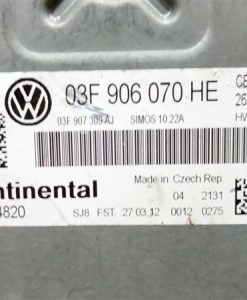 03F 906 070 HE
03F 907 309 AJ SIMOS 10.22A
Made in Czech Rep.
04 2131
4820
SJ8 FST 27.03.12 0012 0275